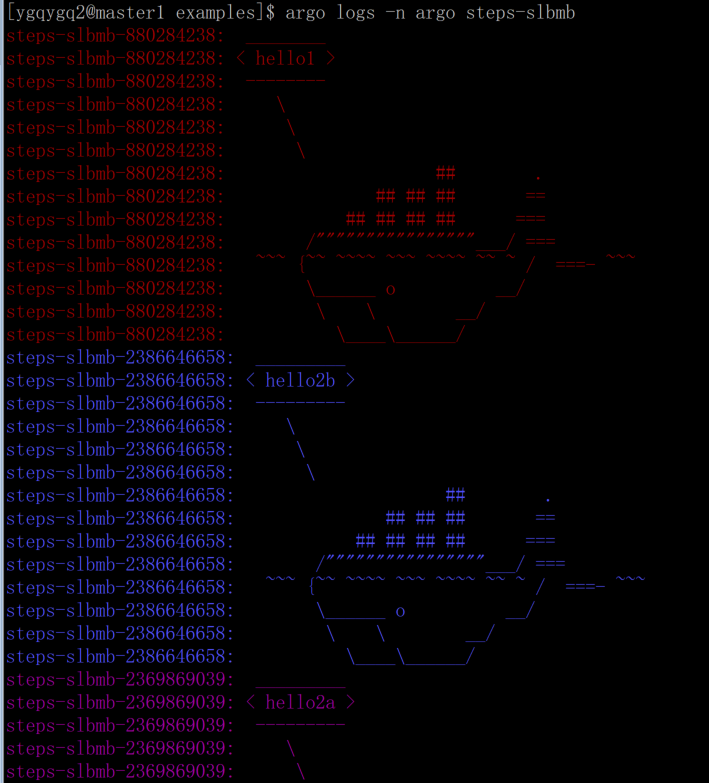 [ygqygq2@master1 examples]$ argo logs -n argo steps-slbmb
steps-slbmb-880284238:   ________
steps-slbmb-880284238: < hello1 >
steps-slbmb-880284238:   --------
steps-slbmb-880284238:     \
steps-slbmb-880284238:      \
steps-slbmb-880284238:       \
steps-slbmb-880284238:                     ##        .
steps-slbmb-880284238:               ## ## ##       ==
steps-slbmb-880284238:            ## ## ## ##      ===
steps-slbmb-880284238:        /""""""""""""""""___/ ===
steps-slbmb-880284238:   ~~~ {~~ ~~~~ ~~~ ~~~~ ~~ ~ /  ===- ~~~
steps-slbmb-880284238:        \______ o          __/
steps-slbmb-880284238:         \    \        __/
steps-slbmb-880284238:           \____\______/
steps-slbmb-2386646658:   _________
steps-slbmb-2386646658: < hello2b >
steps-slbmb-2386646658:   ---------
steps-slbmb-2386646658:     \
steps-slbmb-2386646658:      \
steps-slbmb-2386646658:       \
steps-slbmb-2386646658:                     ##        .
steps-slbmb-2386646658:               ## ## ##       ==
steps-slbmb-2386646658:            ## ## ## ##      ===
steps-slbmb-2386646658:        /""""""""""""""""___/ ===
steps-slbmb-2386646658:   ~~~ {~~ ~~~~ ~~~ ~~~~ ~~ ~ /  ===- ~~~
steps-slbmb-2386646658:        \______ o          __/
steps-slbmb-2386646658:         \    \        __/
steps-slbmb-2386646658:           \____\______/
steps-slbmb-2369869039:   _________
steps-slbmb-2369869039: < hello2a >
steps-slbmb-2369869039:   ---------
steps-slbmb-2369869039:     \
steps-slbmb-2369869039:      \